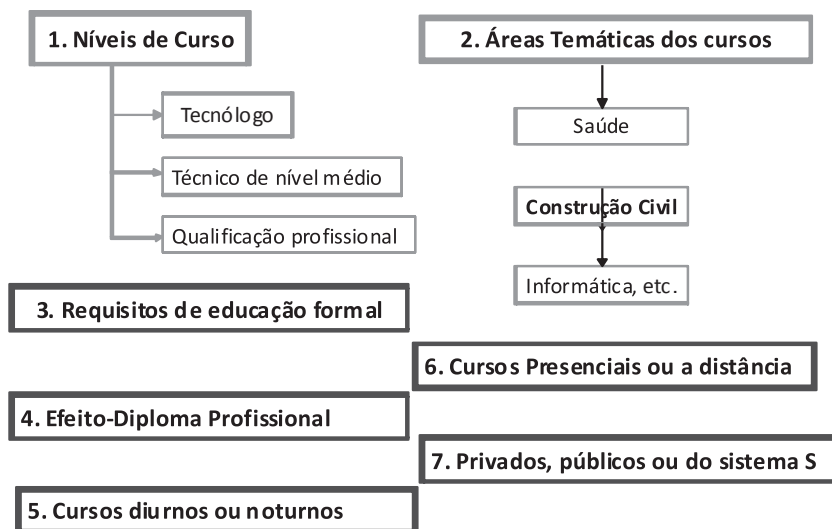 1. Níveis de Curso
Tecnólogo
Técnico de nível médio
Qualificação profissional
2. Áreas Temáticas dos cursos
Saúde
Construção Civil
Informática, etc.
3. Requisitos de educação formal
4. Efeito-Diploma Profissional
5. Cursos diurnos ou noturnos
6. Cursos Presenciais ou a distância
7. Privados, públicos ou do sistema S